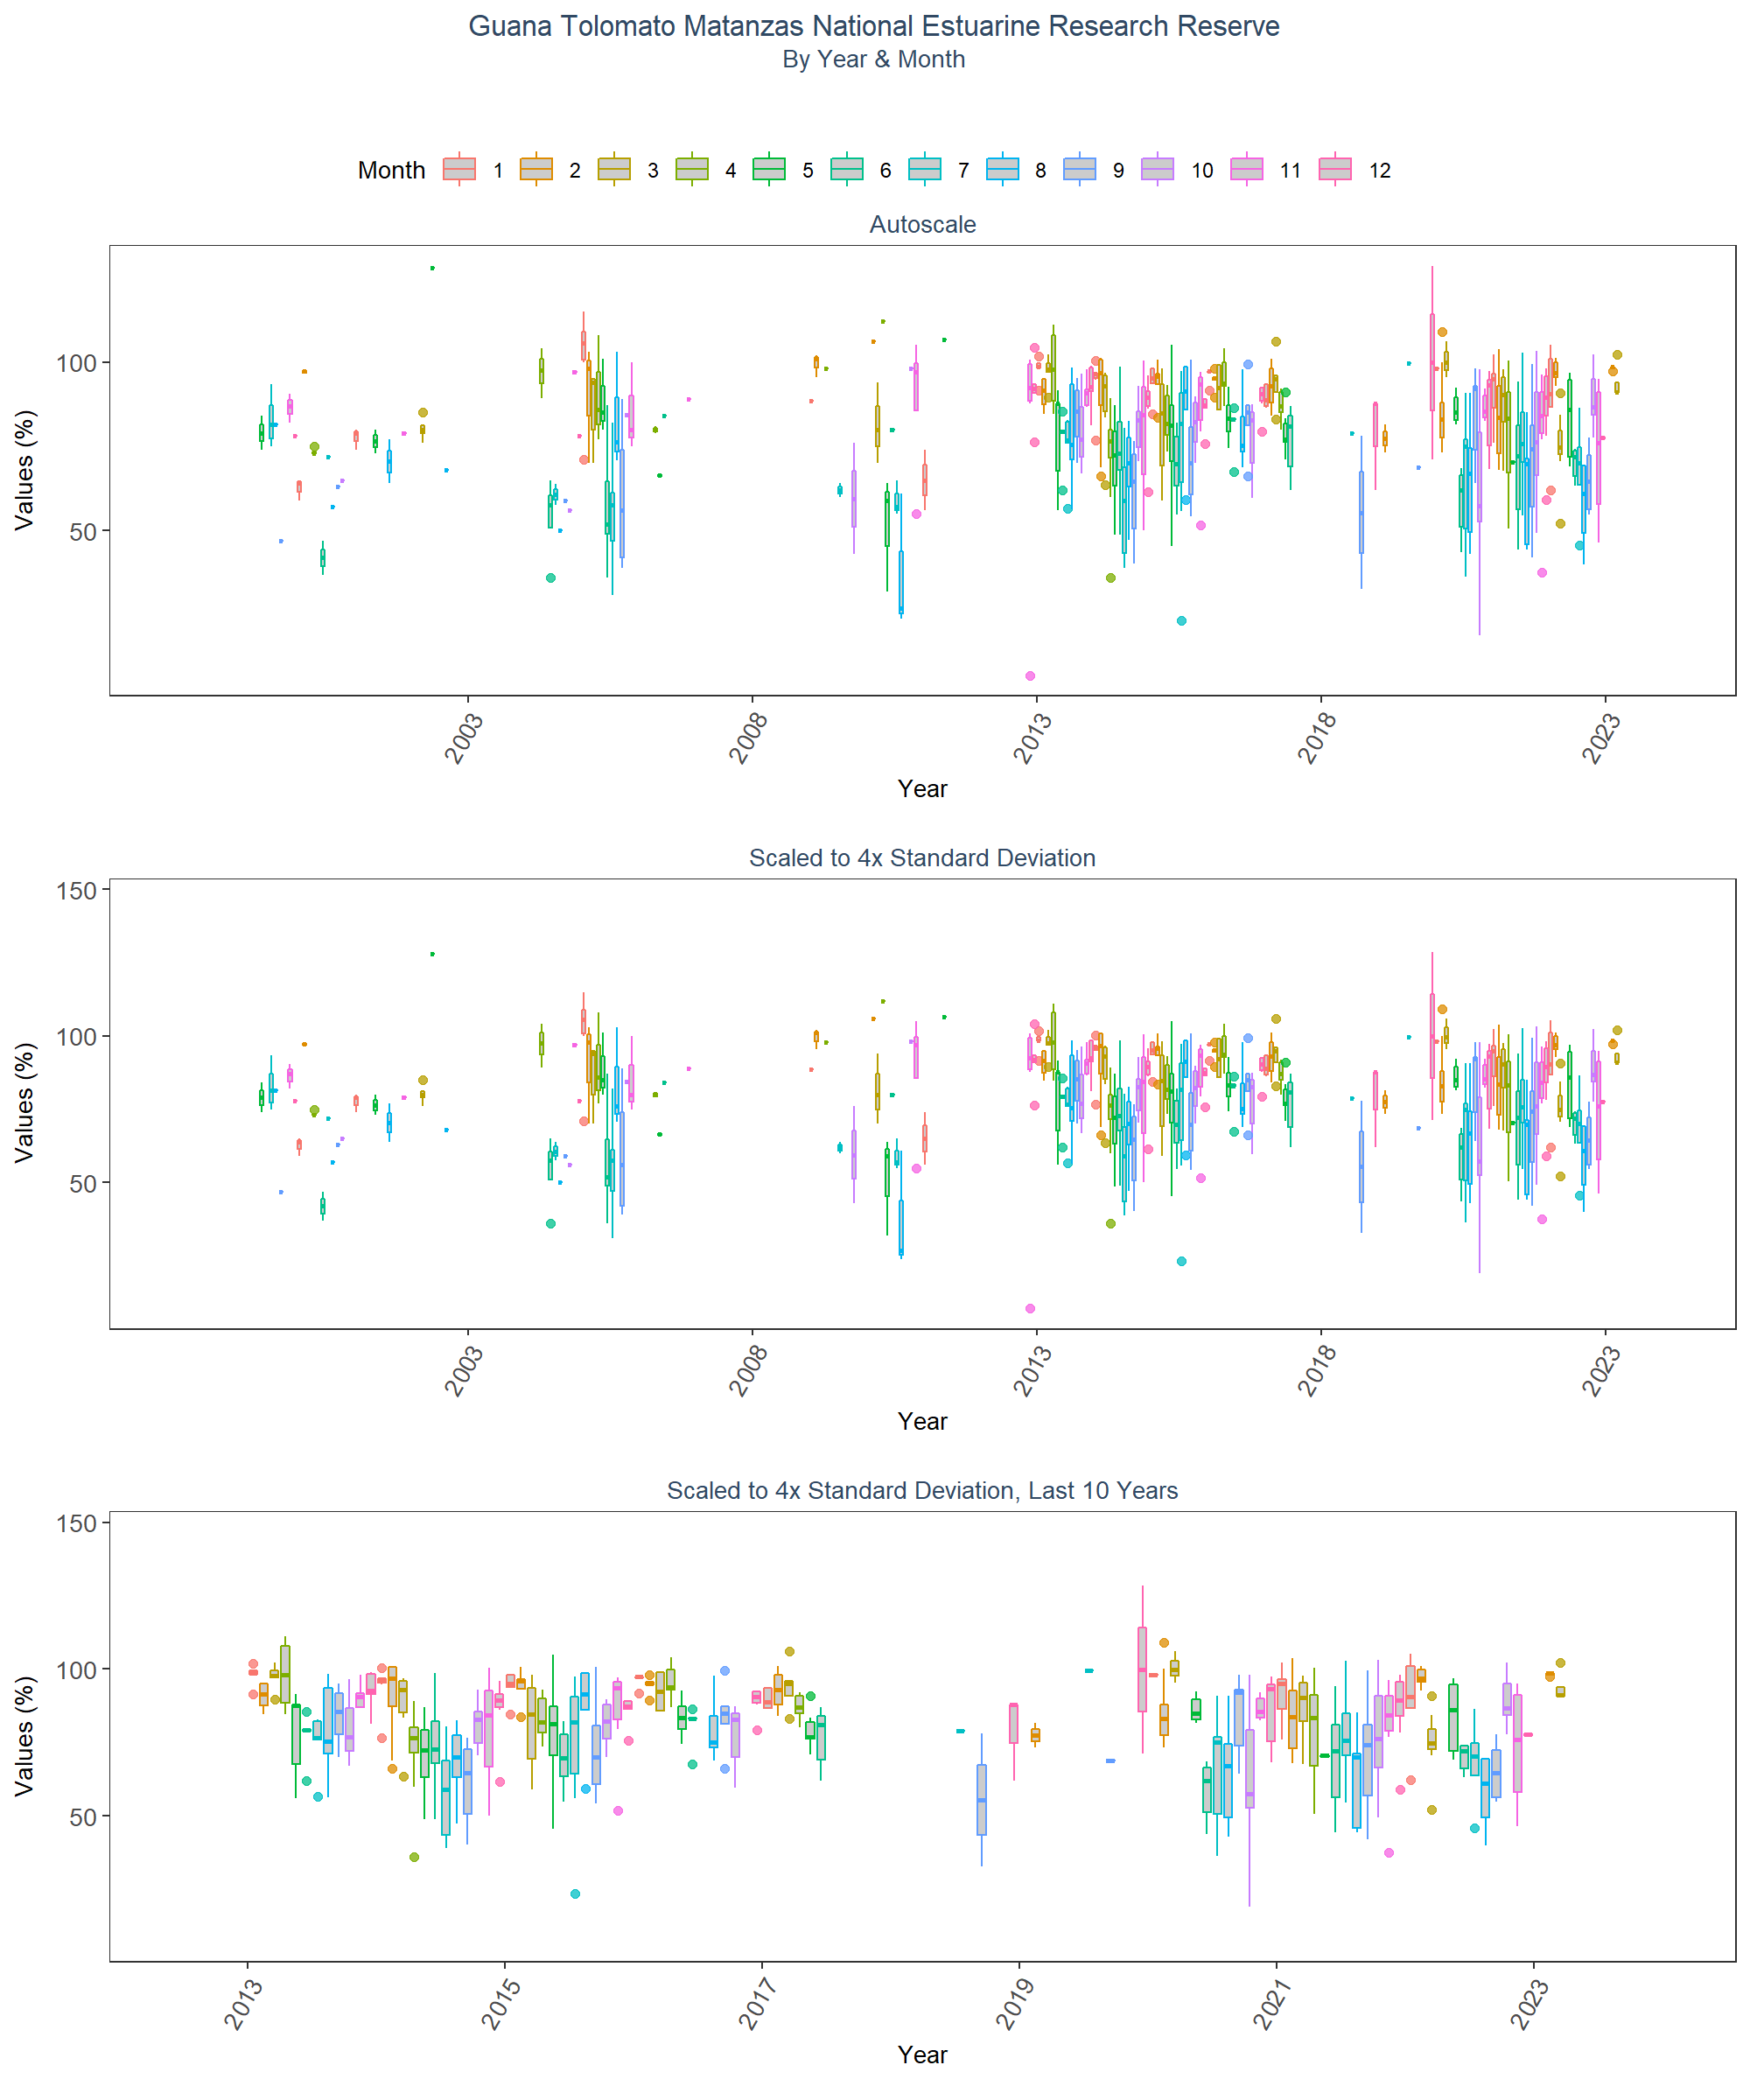 Guana Tolomato Matanzas National Estuarine Research Reserve
By Year & Month
Month 1 2 3 4 5 6 7 8 9 10 11 12
Autoscale
Values (%)
100
50
2003 2008 2013 2018 2023
Year
Scaled to 4x Standard Deviation
Values (%)
150
100
50
2003 2008 2013 2018 2023
Year
Scaled to 4x Standard Deviation, Last 10 Years
Values (%)
150
100
50
2013 2015 2017 2019 2021 2023
Year